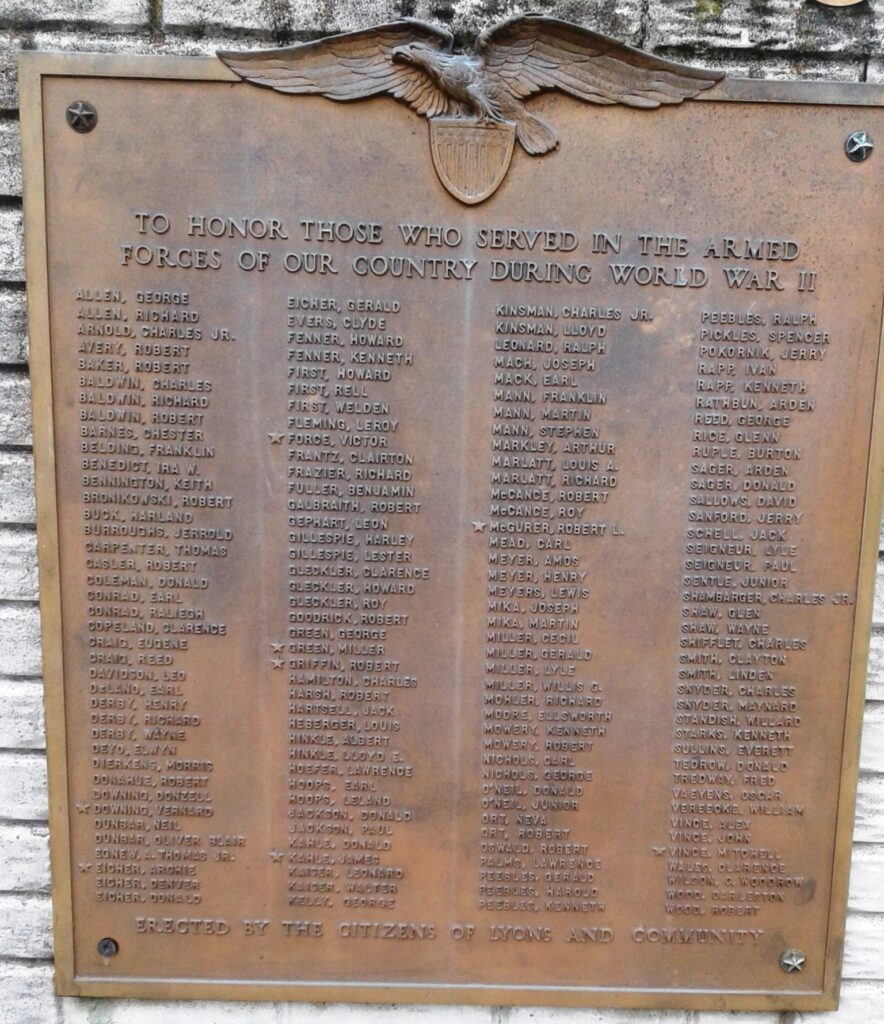 TO HONOR THOSE WHO SERVED IN THE ARMED
FORCES OF OUR COUNTRY DURING WORLD WAR II
ALLEN, GEORGE
ALLEN, RICHARD
ARNOLD, CHARLES JR.
AVERY, ROBERT
BAKER, ROBERT
BALDWIN, CHARLES
BALDWIN, RICHARD
BALDWIN, ROBERT
BARNES, CHESTER
BELDING, FRANKLIN
BENEDICT, IRA W.
BENNINGTON, KEITH
BRONIKOWSKI, ROBERT
BUCK, HARLAND
BURROUGHS, JERROLD
CARPENTER, THOMAS
CASLER, ROBERT
COLEMAN, DONALD
CONRAD, EARL
CONRAD, RALIEGH
COPELAND, CLARENCE
CRAIG, EUGENE
CRAIG, REED
DAVIDSON, LEO
DELAND, EARL
DERBY, HENRY
DERBY, RICHARD
DERBY, WAYNE
DEYO, ELWYN
DIERKENS, MORRIS
DONAHUE, ROBERT
DOWNING, DONZELL
DOWNING, VERNARD
DUNBAR, NEIL
DUNBAR, OLIVER BLAIR
EGNEW, A. THOMAS JR.
EICHER, ARCHIE
EICHER, DENVER
EICHER, DONALD
EICHER, GERALD
EVERS, CLYDE
FENNER, HOWARD
FENNER, KENNETH
FIRST, HOWARD
FIRST, RELL
FIRST, WELDEN
FLEMING, LEROY
FORCE, VICTOR
FRANTZ, CLAIRTON
FRAZIER, RICHARD
FULLER, BENJAMIN
GALBRAITH, ROBERT
GEPHART, LEON
GILLESPIE, HARLEY
GILLESPIE, LESTER
GLECKLER, CLARENCE
GLECKLER, HOWARD
GLECKLER, ROY
GOODRICK, ROBERT
GREEN, GEORGE
GREEN, MILLER
GRIFFIN, ROBERT
HAMILTON, CHARLES
HARSH, ROBERT
HARTSELL, JACK
HEBERGER, LOUIS
HINKLE, ALBERT
HINKLE, LLOYD E.
HOEFER, LAWRENCE
HOOPS, EARL
HOOPS, LELAND
JACKSON, DONALD
JACKSON, PAUL
KAHLE, DONALD
KAHLE, JAMES
KAISER, LEONARD
KAISER, WALTER
KELLY, GEORGE
KINSMAN, CHARLES JR.
KINSMAN, LLOYD
LEONARD, RALPH
MACH, JOSEPH
MACK, EARL
MANN, FRANKLIN
MANN, MARTIN
MANN, STEPHEN
MARKLEY, ARTHUR
MARLATT, LOUIS A.
MARLATT, RICHARD
McCANCE, ROBERT
McCANCE, ROY
McGURER, ROBERT L.
MEAD, CARL
MEYER, AMOS
MEYER, HENRY
MEYERS, LEWIS
MIKA, JOSEPH
MIKA, MARTIN
MILLER, CECIL
MILLER, GERALD
MILLER, LYLE
MILLER, WILLIS G.
MOHLER, RICHARD
MOORE, ELLSWORTH
MOWERY, KENNETH
MOWERY, ROBERT
NICHOLS, CARL
NICHOLS, GEORGE
O'NEIL, DONALD
O'NEIL, JUNIOR
ORT, NEVA
ORT, ROBERT
OSWALD, ROBERT
PALMS, LAWRENCE
PEEBLES, GERALD
PEEBLES, HAROLD
PEEBLES, KENNETH
PEEBLES, RALPH
PICKLES, SPENCER
POKORNIK, JERRY
RAPP, IVAN
RAPP, KENNETH
RATHBUN, ARDEN
REED, GEORGE
RICE, GLENN
RUPLE, BURTON
SAGER, ARDEN
SAGER, DONALD
SALLOWS, DAVID
SANFORD, JERRY
SCHELL, JACK
SEIGNEUR, LYLE
SEIGNEUR, PAUL
SENTLE, JUNIOR
SHAMBARGER, CHARLES JR.
SHAW, GLEN
SHAW, WAYNE
SHIFFLET, CHARLES
SMITH, CLAYTON
SMITH, LINDEN
SNYDER, CHARLES
SNYDER, MAYNARD
STANDISH, WILLARD
STARKS, KENNETH
SULLINS, EVERETT
TEDROW, DONALD
TREDWAY, FRED
VAEYENS, OSCAR
VEREECKE, WILLIAM
VINCE, ALEX
VINCE, JOHN
VINCE, MITCHELL
WALES, CLARENCE
WILSON, C. WOODROW
WOOD, CARLESTON
WOOD, ROBERT
ERECTED BY THE CITIZENS OF LYONS AND COMMUNITY